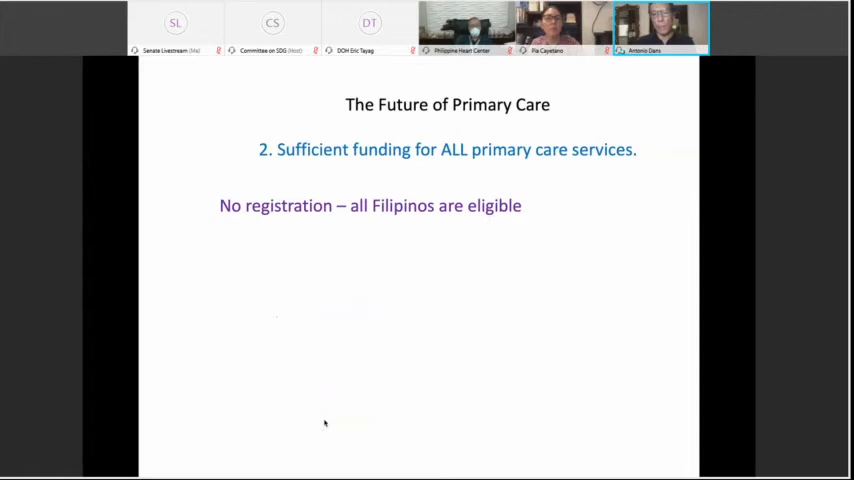 SL
CS
DT
Senate Livestream (Me)
Committee on SDG (Host)
DOH Eric Tayag
Philippine Heart Center
Pia Cayetano
Antonio Dans
The Future of Primary Care
2. Sufficient funding for ALL primary care services.
No registration – all Filipinos are eligible